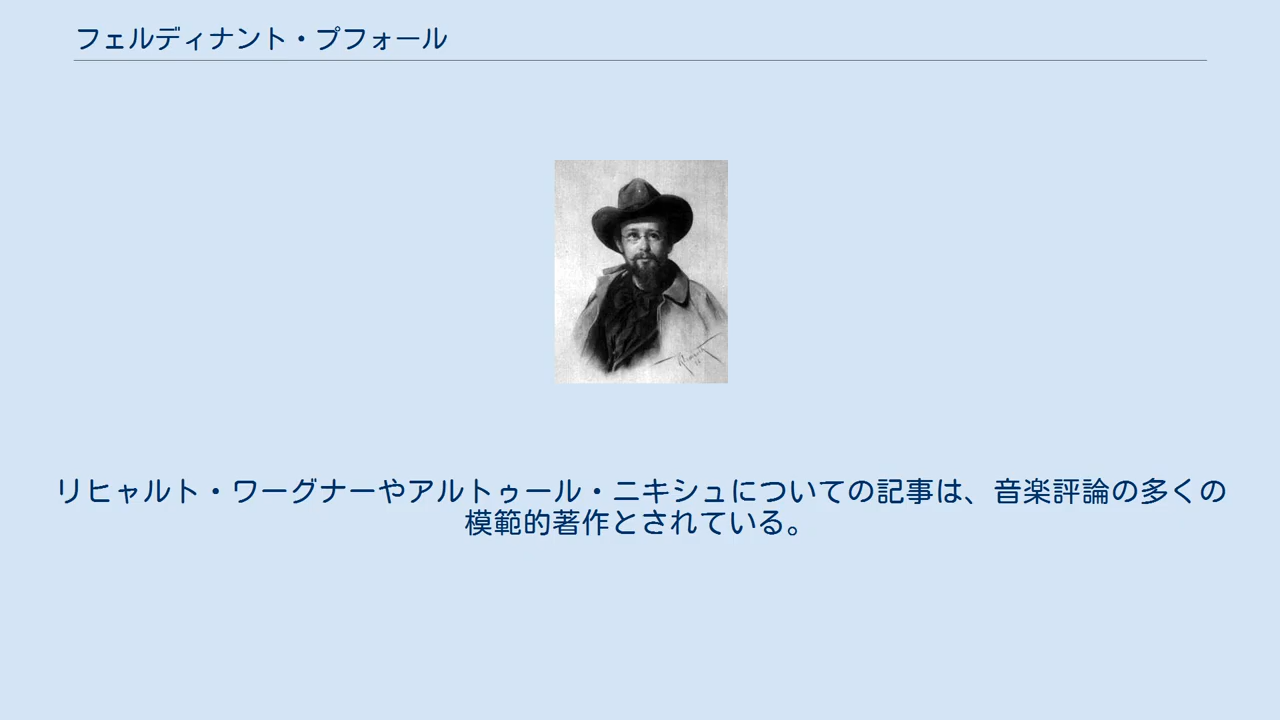 フェルディナント・プフォール
リヒャルト・ワーグナーやアルトゥール・ニキシュについての記事は、音楽評論の多くの
模範的著作とされている。